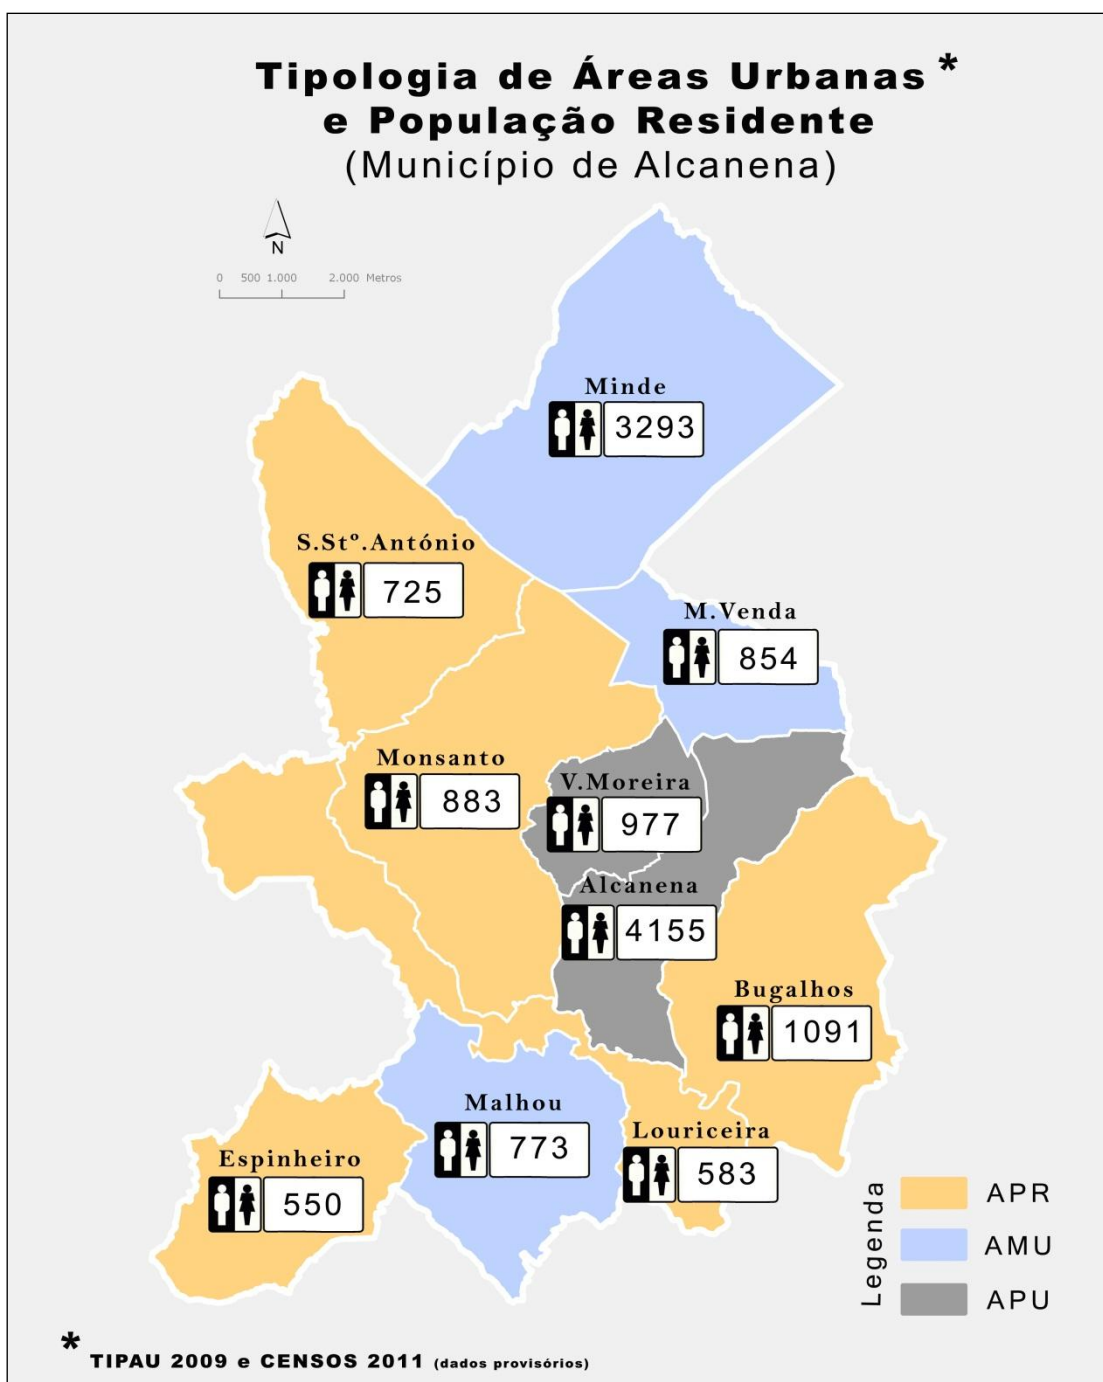 Tipologia de Áreas Urbanas *
e População Residente
(Município de Alcanena)
N
0 500 1.000 2.000 Metros
Minde
3293
S.Stº.António
725
M.Venda
854
Monsanto
883
V.Moreira
977
Alcanena
4155
Bugalhos
1091
Malhou
773
Louriceira
583
Espinheiro
550
Legenda
APR
AMU
APU
* TIPAU 2009 e CENSOS 2011 (dados provisórios)